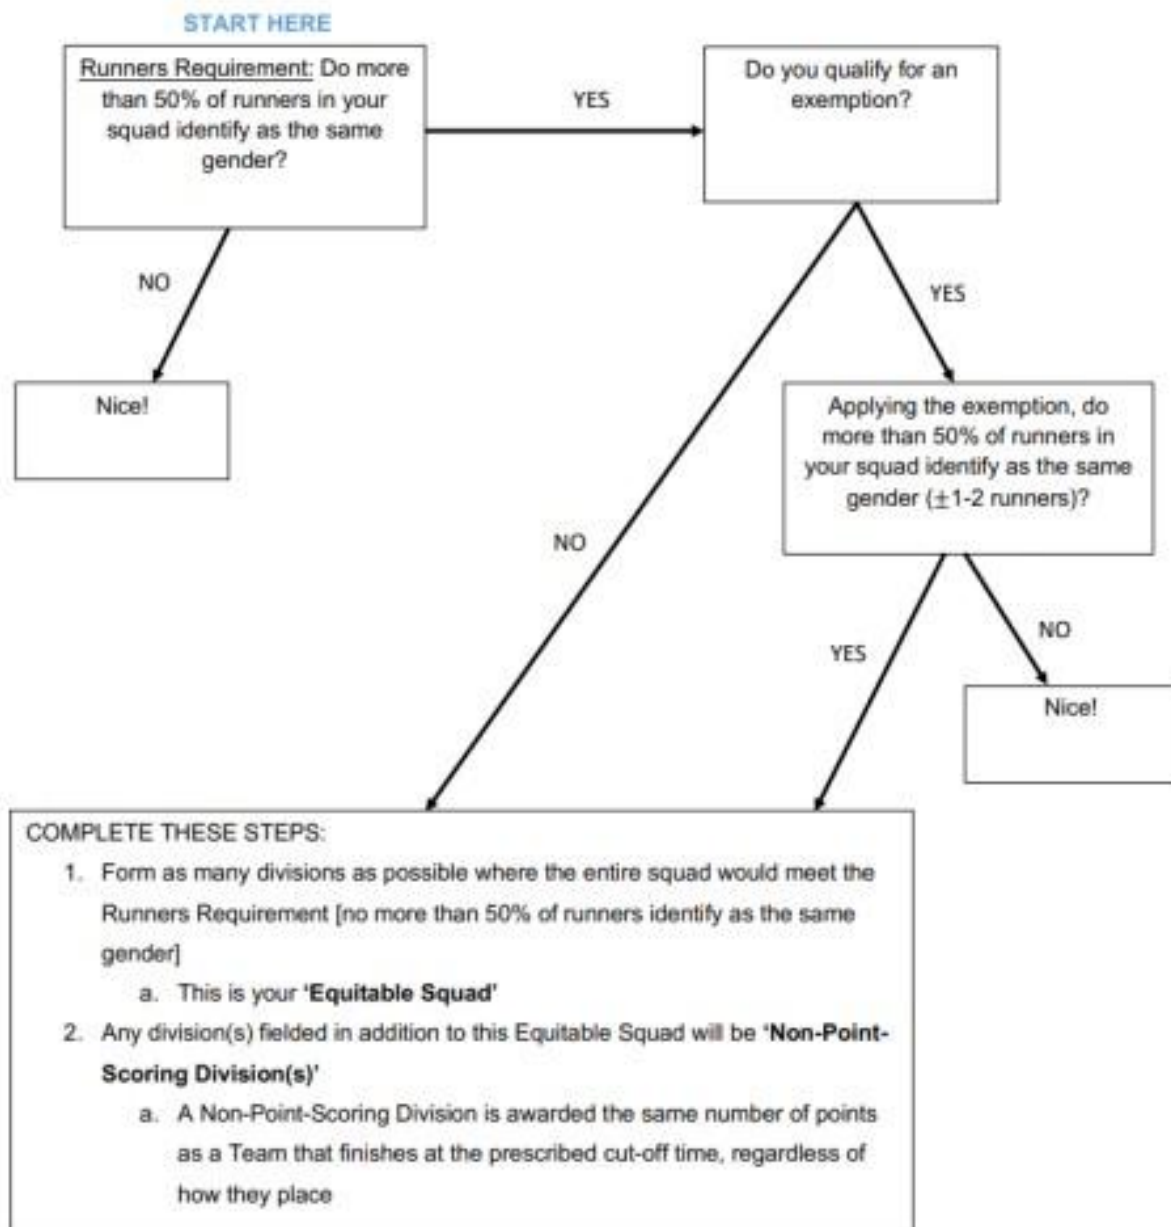 START HERE
Runners Requirement: Do more
than 50% of runners in your
squad identify as the same
gender?
YES
Do you qualify for an
exemption?
NO
YES
Nice!
Applying the exemption, do
more than 50% of runners in
your squad identify as the same
gender (±1-2 runners)?
NO
YES
NO
Nice!
COMPLETE THESE STEPS:
1. Form as many divisions as possible where the entire squad would meet the
Runners Requirement [no more than 50% of runners identify as the same
gender]
a. This is your 'Equitable Squad'
2. Any division(s) fielded in addition to this Equitable Squad will be 'Non-Point-
Scoring Division(s)'
a. A Non-Point-Scoring Division is awarded the same number of points
as a Team that finishes at the prescribed cut-off time, regardless of
how they place